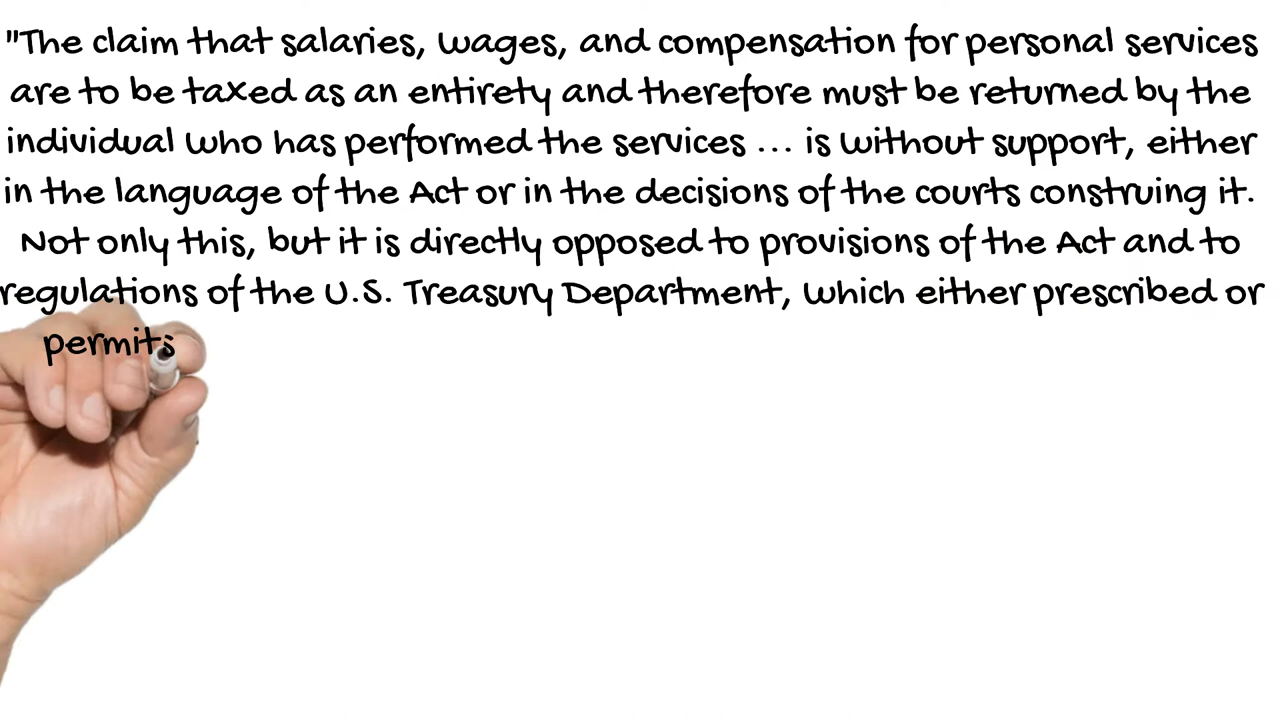 "The claim that salaries, wages, and compensation for personal services
are to be taxed as an entirety and therefore must be returned by the
individual who has performed the services ... is without support, either
in the language of the Act or in the decisions of the courts construing it.
Not only this, but it is directly opposed to provisions of the Act and to
regulations of the U.S. Treasury Department, which either prescribed or
permits